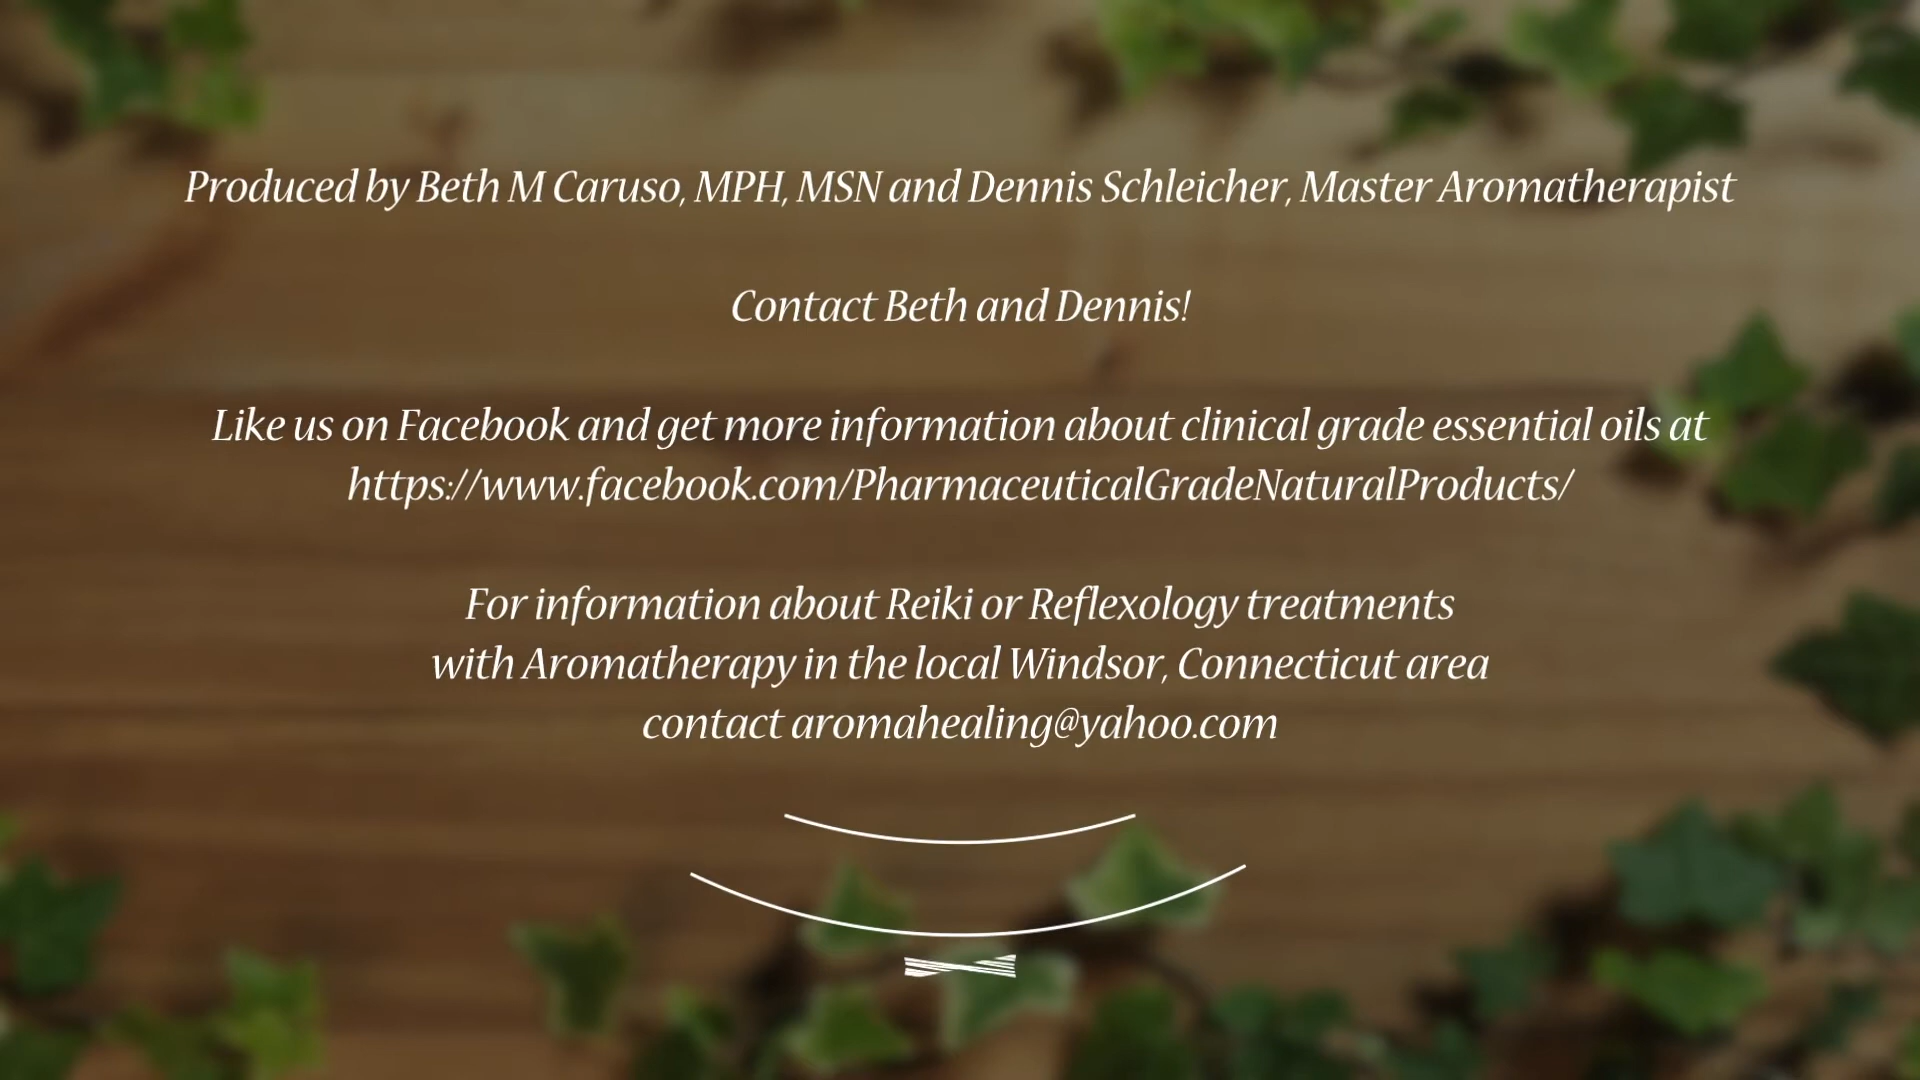 Produced by Beth M Caruso, MPH, MSN and Dennis Schleicher, Master Aromatherapist
Contact Beth and Dennis!
Like us on Facebook and get more information about clinical grade essential oils at
https://www.facebook.com/PharmaceuticalGradeNaturalProducts/
For information about Reiki or Reflexology treatments
with Aromatherapy in the local Windsor, Connecticut area
contact aromahealing@yahoo.com